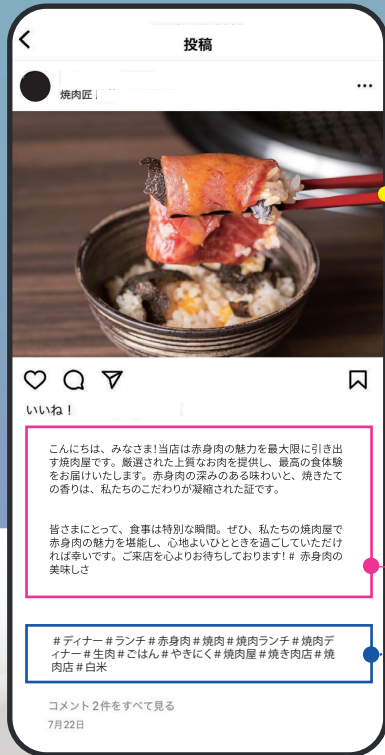 投稿
焼肉匠
いいね！
こんにちは、みなさま!当店は赤身肉の魅力を最大限に引き出
す焼肉屋です。厳選された上質なお肉を提供し、最高の食体験
をお届けいたします。赤身肉の深みのある味わいと、焼きたて
の香りは、私たちのこだわりが凝縮された証です。
皆さまにとって、食事は特別な瞬間。ぜひ、私たちの焼肉屋で
赤身肉の魅力を堪能し、心地よいひとときを過ごしていただけ
れば幸いです。ご来店を心よりお待ちしております! # 赤身肉の
美味しさ
#ディナー#ランチ#赤身肉#焼肉#焼肉ランチ#焼肉デ
ィナー#生肉#ごはん#やきにく#焼肉屋#焼き肉店#焼
肉店#白米
コメント2件をすべて見る
7月22日